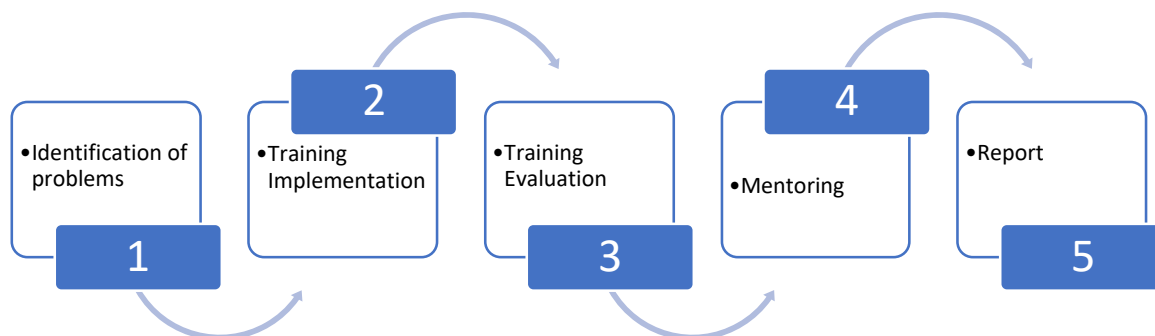 •Identification of
problems
1
2
•Training
Implementation
•Training
Evaluation
3
4
•Mentoring
•Report
5